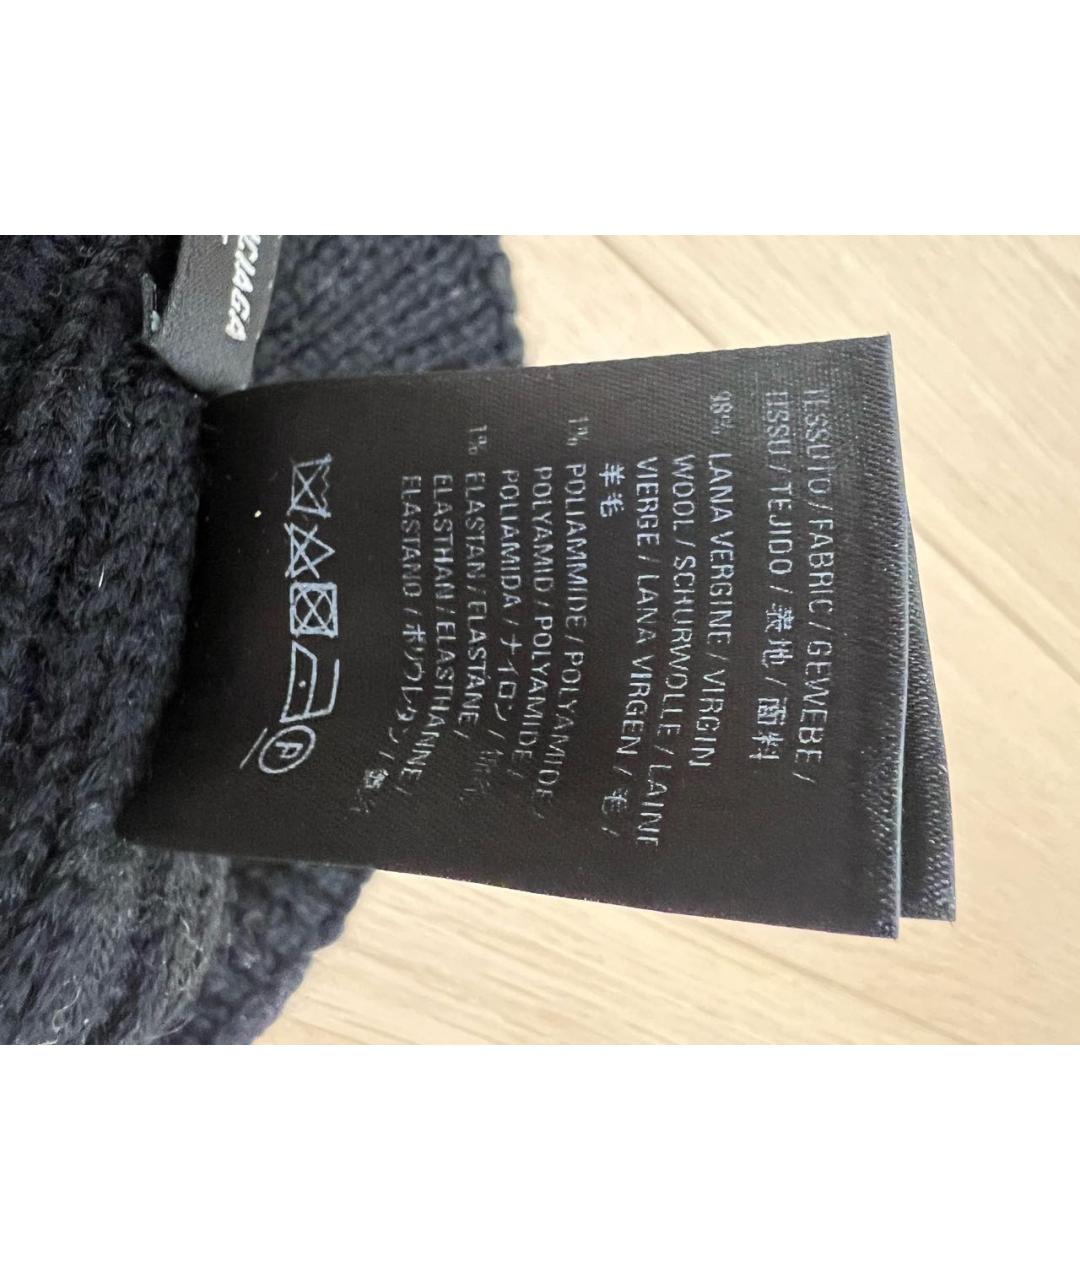 TESSUTO / FABRIC / GEWEBE /
TISSU / TEJIDO / 表地 / 面料
98% LANA VERGINE / VIRGIN
WOOL / SCHURWOLLE / LAINE
VIERGE / LANA VIRGEN / 毛 /
羊毛
1% POLIAMMIDE / POLYAMIDE /
POLYAMID / POLYAMIDE /
POLIAMIDA / ナイロン /
1% ELASTAN / ELASTANE /
ELASTHAN / ELASTHANNE /
ELASTANO / ポリウレタン /
P